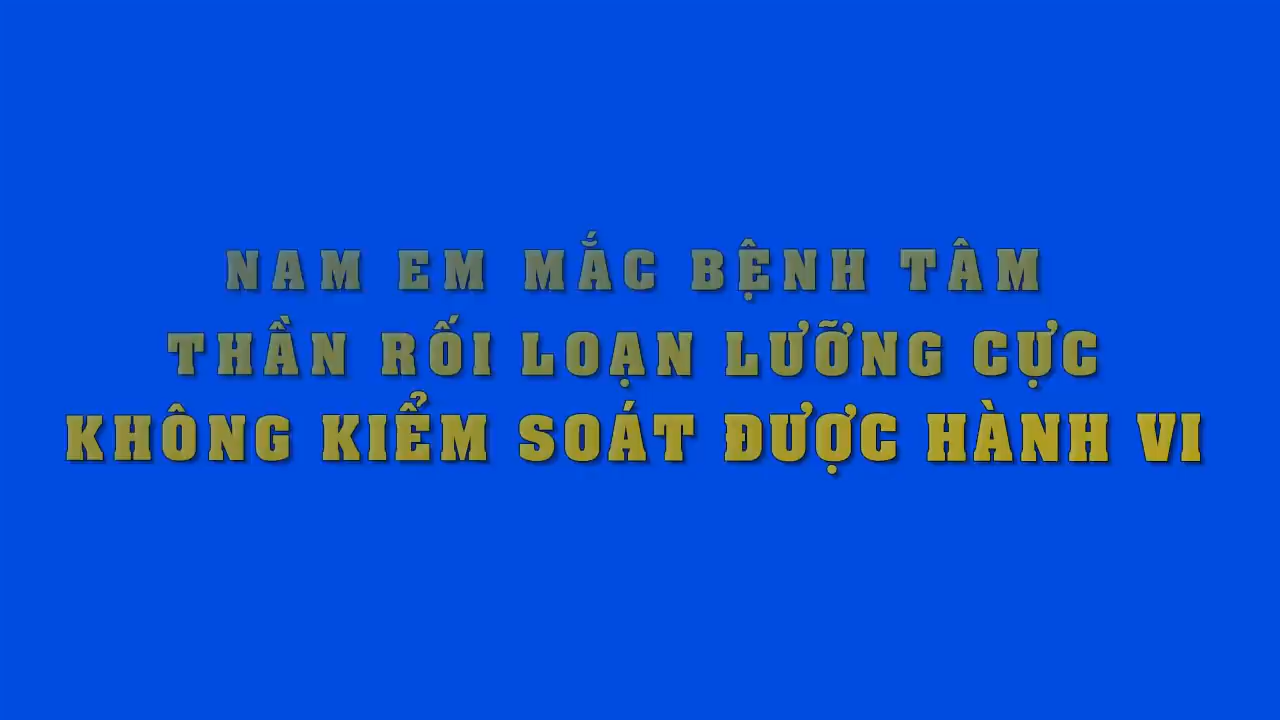 NAM EM MẮC BỆNH TÂM
THẦN RỐI LOẠN LƯỠNG CỰC
KHÔNG KIỂM SOÁT ĐƯỢC HÀNH VI